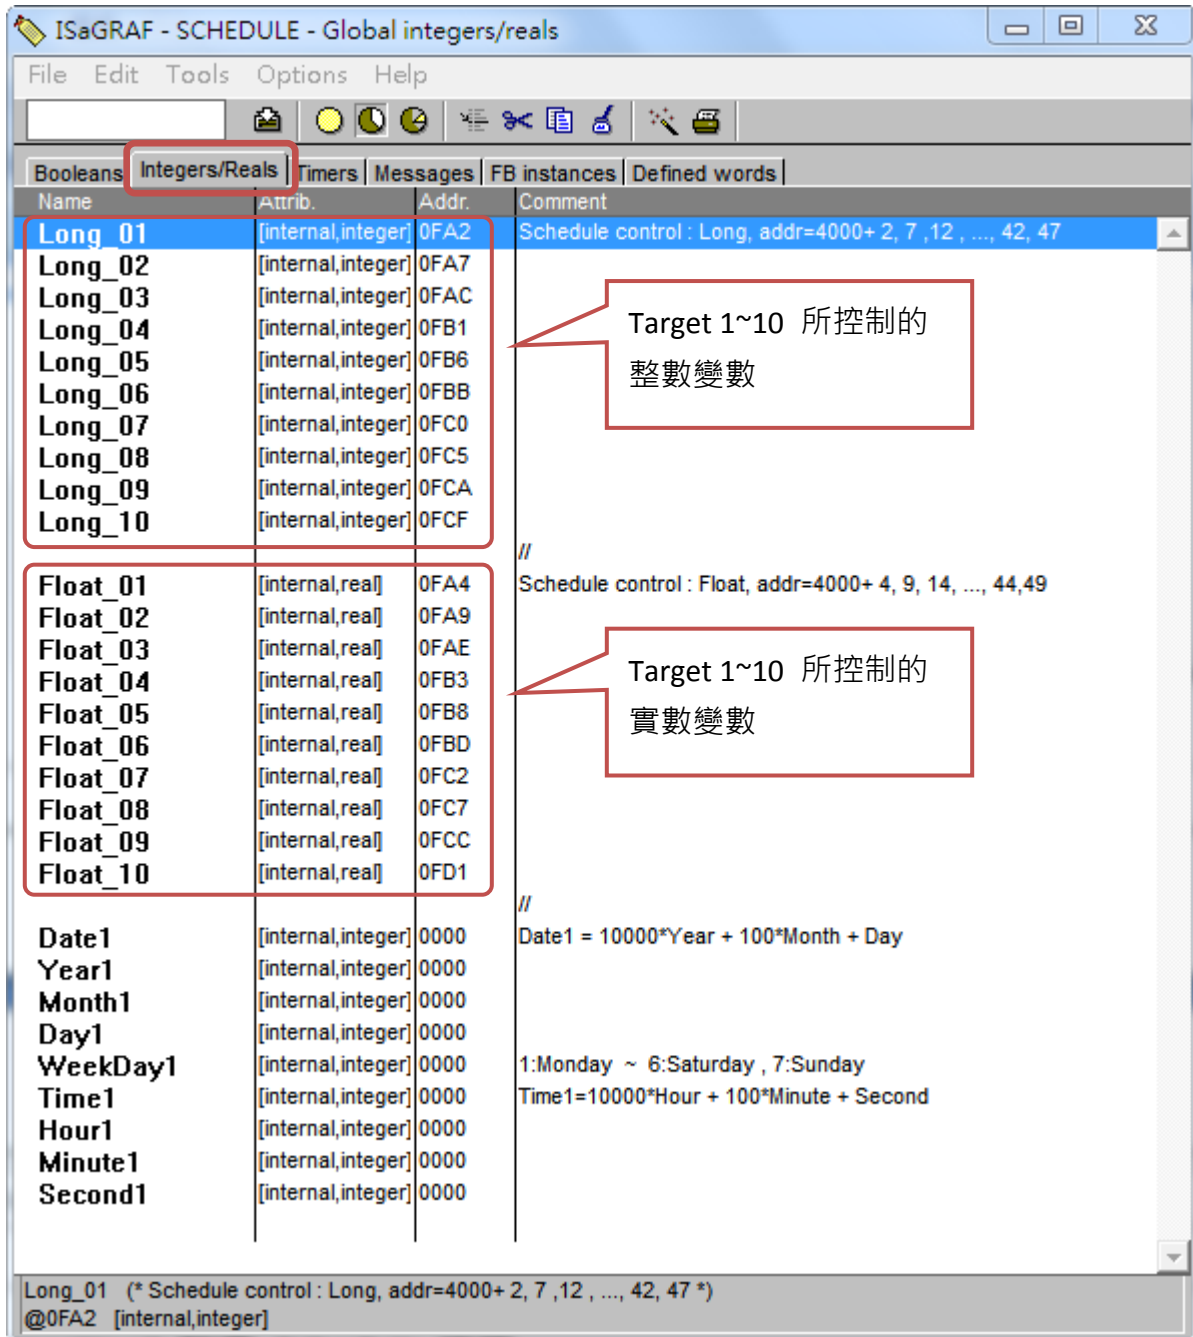 ISaGRAF - SCHEDULE - Global integers/reals
File Edit Tools Options Help
Booleans Integers/Reals Timers Messages FB instances Defined words
Name Attrib. Addr. Comment
Long_01 [internal,integer] 0FA2 Schedule control : Long, addr=4000+ 2, 7 ,12 , ..., 42, 47
Long_02 [internal,integer] 0FA7
Long_03 [internal,integer] 0FAC
Long_04 [internal,integer] 0FB1
Long_05 [internal,integer] 0FB6
Long_06 [internal,integer] 0FBB
Long_07 [internal,integer] 0FC0
Long_08 [internal,integer] 0FC5
Long_09 [internal,integer] 0FCA
Long_10 [internal,integer] 0FCF
Target 1~10 所控制的
整數變數
//
Float_01 [internal,real] 0FA4 Schedule control : Float, addr=4000+ 4, 9, 14, ..., 44,49
Float_02 [internal,real] 0FA9
Float_03 [internal,real] 0FAE
Float_04 [internal,real] 0FB3
Float_05 [internal,real] 0FB8
Float_06 [internal,real] 0FBD
Float_07 [internal,real] 0FC2
Float_08 [internal,real] 0FC7
Float_09 [internal,real] 0FCC
Float_10 [internal,real] 0FD1
Target 1~10 所控制的
實數變數
//
Date1 [internal,integer] 0000 Date1 = 10000*Year + 100*Month + Day
Year1 [internal,integer] 0000
Month1 [internal,integer] 0000
Day1 [internal,integer] 0000
WeekDay1 [internal,integer] 0000 1:Monday ~ 6:Saturday , 7:Sunday
Time1 [internal,integer] 0000 Time1=10000*Hour + 100*Minute + Second
Hour1 [internal,integer] 0000
Minute1 [internal,integer] 0000
Second1 [internal,integer] 0000
Long_01 (* Schedule control : Long, addr=4000+ 2, 7 ,12 , ..., 42, 47 *)
@0FA2 [internal,integer]